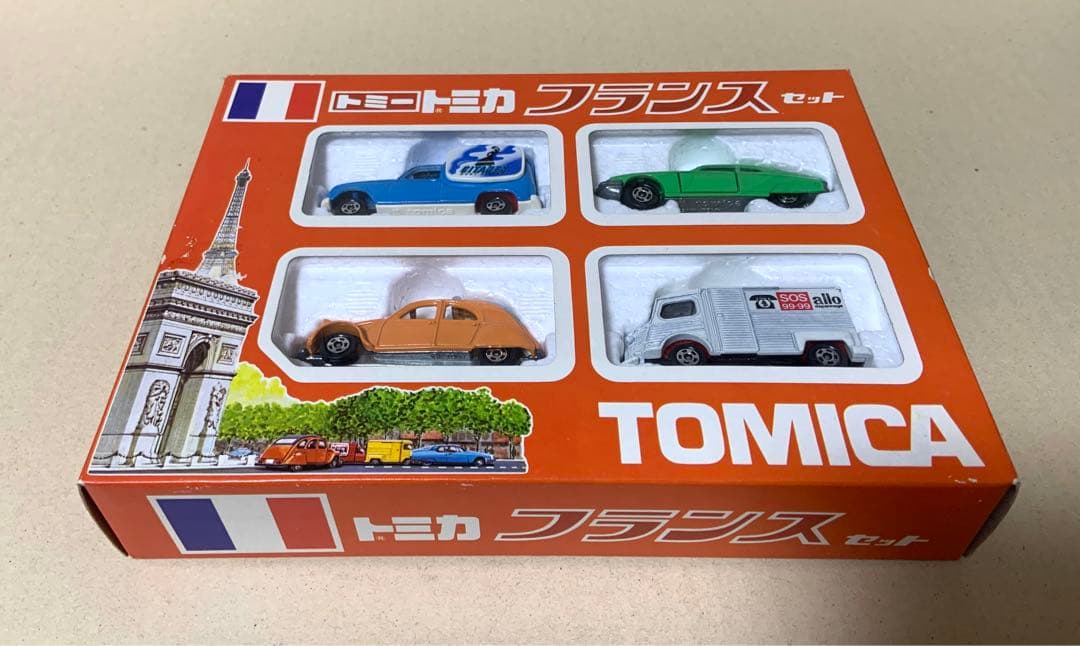 トミー トミカ® フランス セット
tomica
SOS
99-99
allo
TOMICA
トミカ® フランス セット